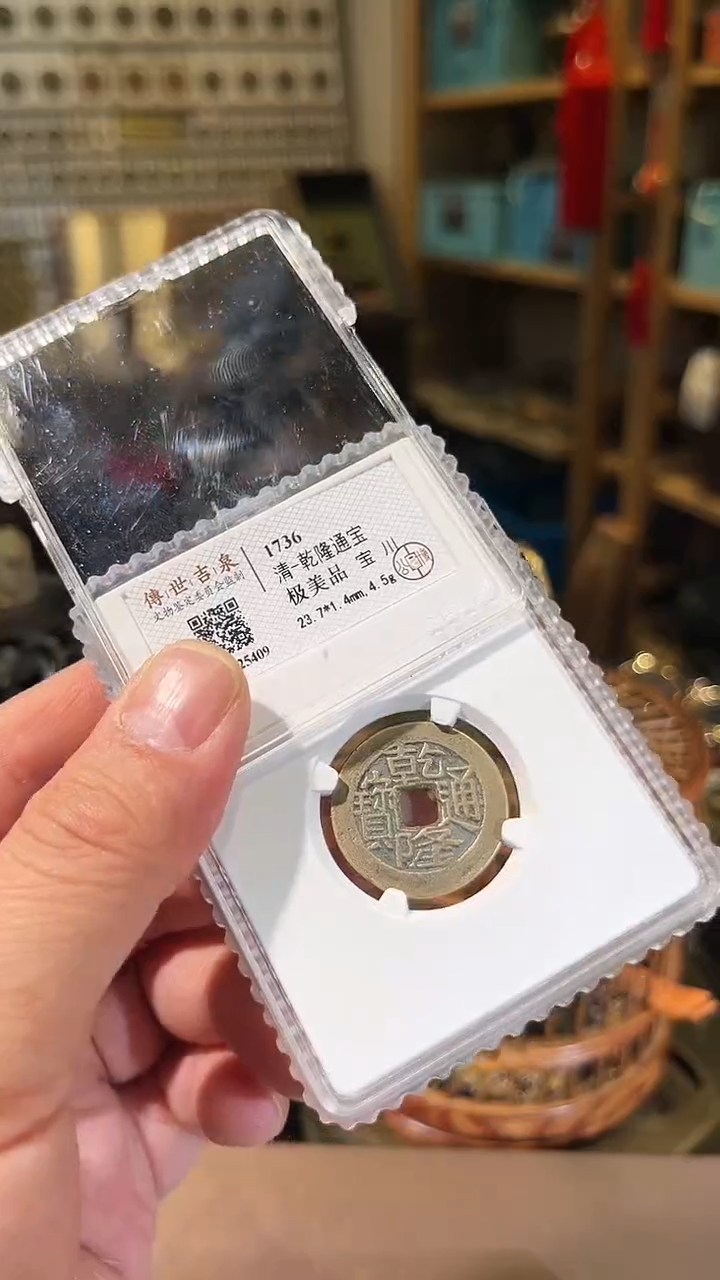 傳世吉泉
文物鉴定委员会监制
25409
1736
清-乾隆通宝
极美品 宝川
23.7*1.4mm,4.5g
乾隆通寶